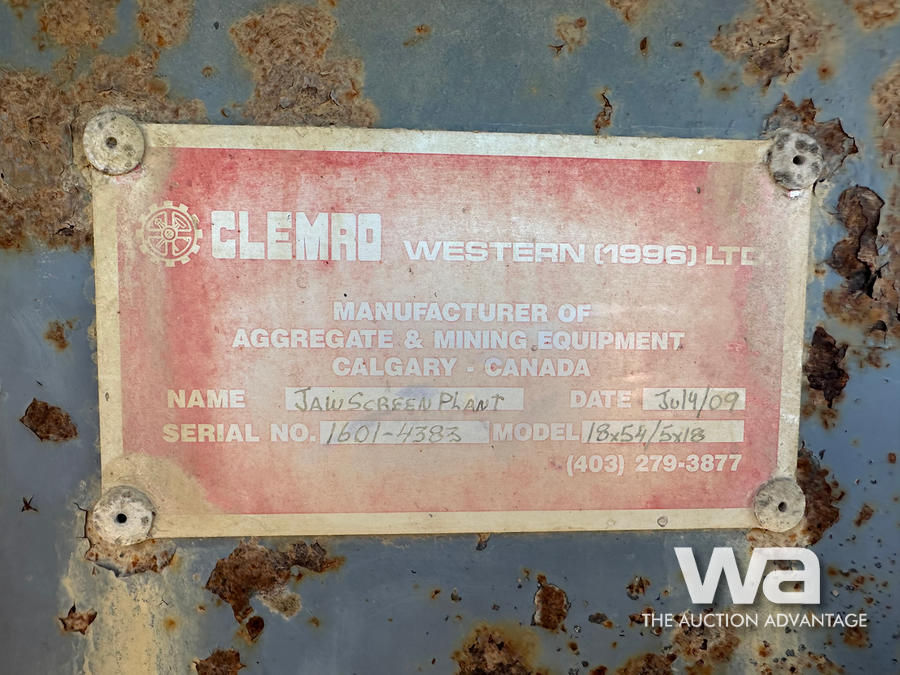 CLEMRO WESTERN (1996) LTD.
MANUFACTURER OF
AGGREGATE & MINING EQUIPMENT
CALGARY - CANADA
NAME JAW SCREEN PLANT DATE July/09
SERIAL NO. 1601-4383 MODEL 18x54/5x18
(403) 279-3877
wa
THE AUCTION ADVANTAGE